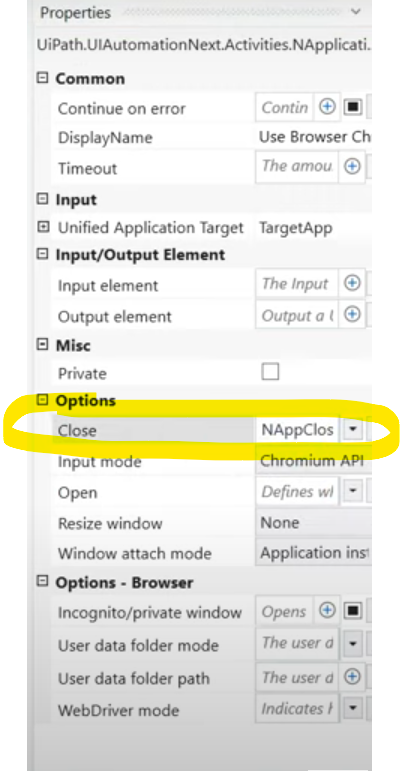 Properties
UiPath.UIAutomationNext.Activities.NApplicati.
Common
Continue on error Contin
DisplayName Use Browser Ch
Timeout The amou
Input
Unified Application Target TargetApp
Input/Output Element
Input element The Input
Output element Output a
Misc
Private
Options
Close NAppClos
Input mode Chromium API
Open Defines
Resize window None
Window attach mode Application inst
Options - Browser
Incognito/private window Opens
User data folder mode The user d
User data folder path The user d
WebDriver mode Indicates